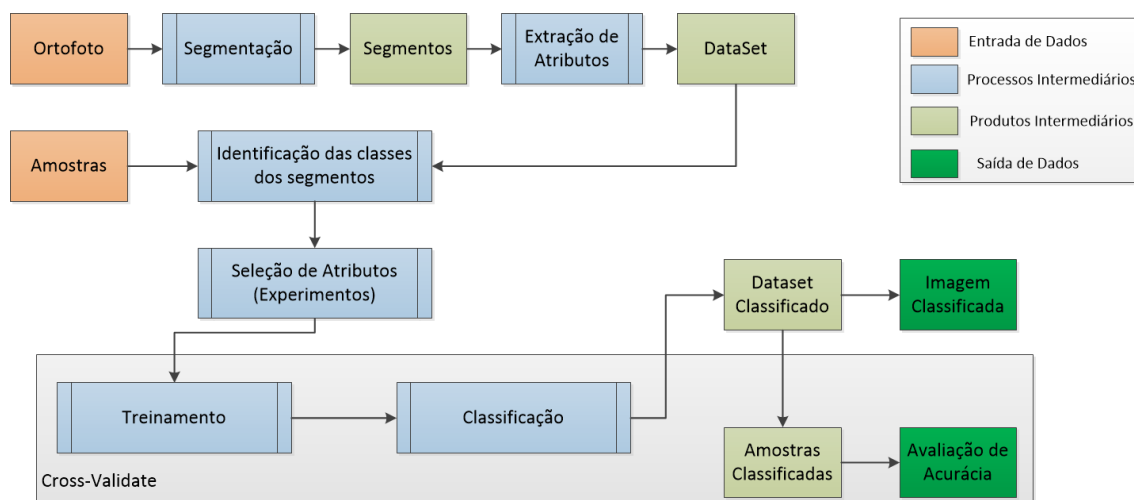 Ortofoto
Segmentação
Segmentos
Extração de
Atributos
DataSet
Entrada de Dados
Processos Intermediários
Produtos Intermediários
Saída de Dados
Amostras
Identificação das classes
dos segmentos
Seleção de Atributos
(Experimentos)
Dataset
Classificado
Imagem
Classificada
Treinamento
Classificação
Amostras
Classificadas
Avaliação de
Acurácia
Cross-Validate